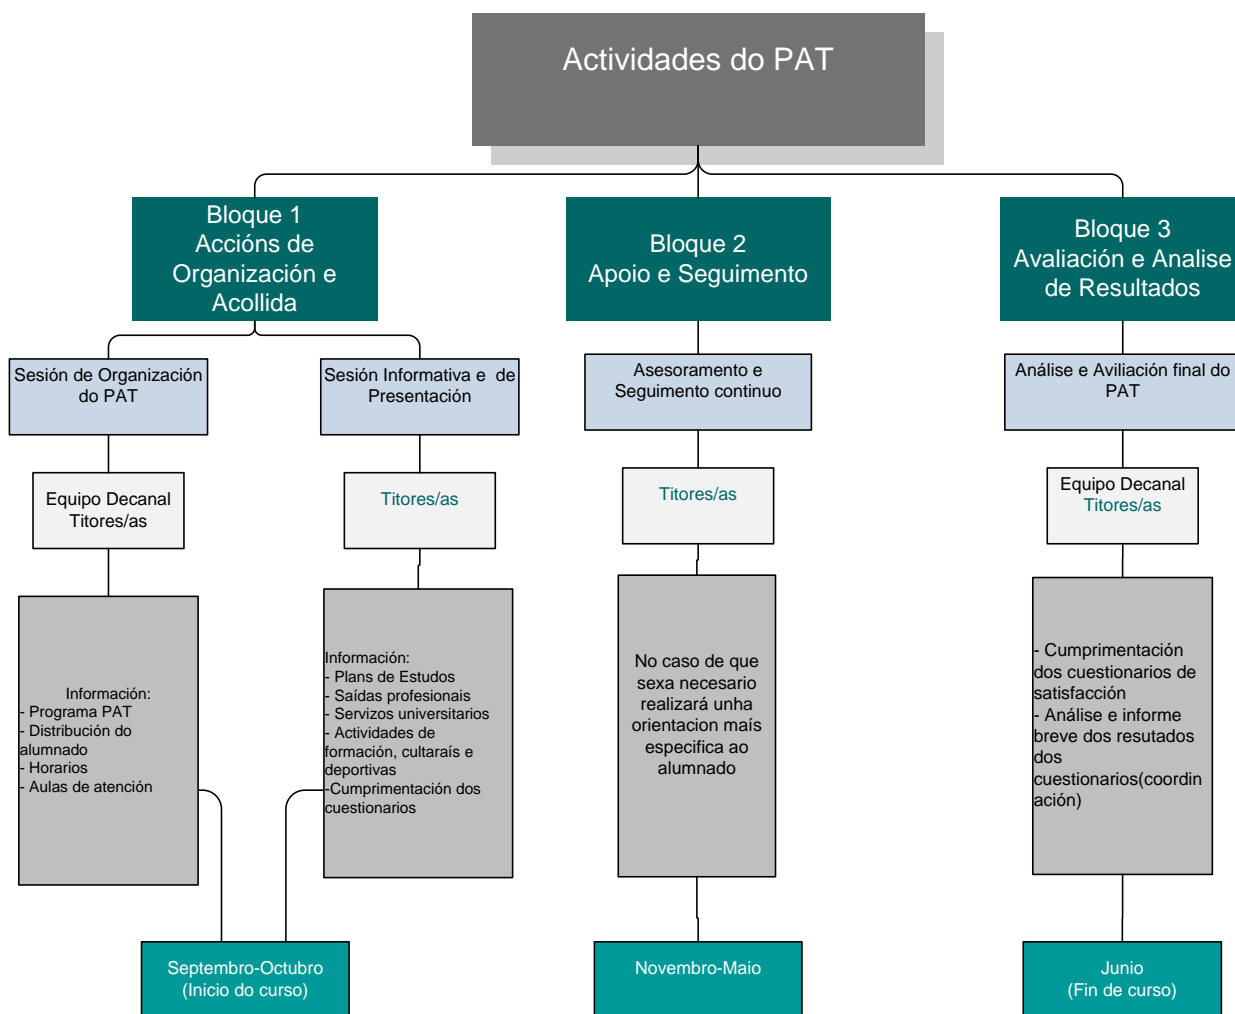 Actividades do PAT
Bloque 1
Accións de
Organización e
Acollida
Bloque 2
Apoio e Seguimento
Bloque 3
Avaliación e Analise
de Resultados
Sesión de Organización
do PAT
Sesión Informativa e  de
Presentación
Asesoramento e
Seguimento continuo
Análise e Aviliación final do
PAT
Equipo Decanal
Titores/as
Titores/as
Titores/as
Equipo Decanal
Titores/as
Información:
- Programa PAT
- Distribución do
alumnado
- Horarios
- Aulas de atención
Información:
- Plans de Estudos
- Saídas profesionais
- Servizos universitarios
- Actividades de
formación, cultaraís e
deportivas
-Cumprimentación dos
cuestionarios
No caso de que
sexa necesario
realizará unha
orientacion maís
especifica ao
alumnado
- Cumprimentación
dos cuestionarios de
satisfacción
- Análise e informe
breve dos resutados
dos
cuestionarios(coordin
ación)
Septembro-Octubro
(Inicio do curso)
Novembro-Maio
Junio
(Fin de curso)